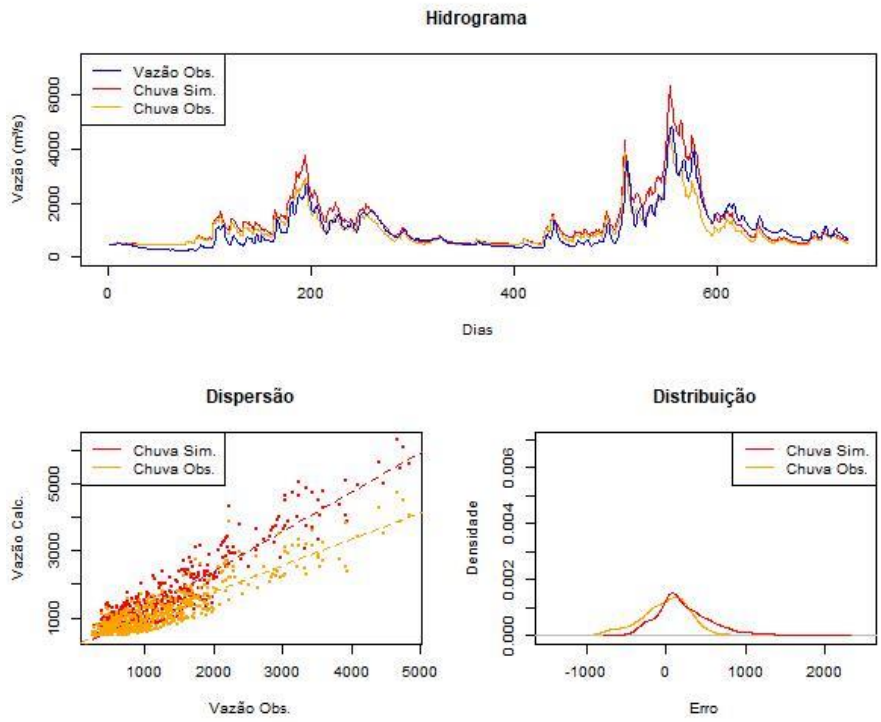 Hidrograma
Vazão (m³/s)
0 2000 4000 6000
Vazão Obs.
Chuva Sim.
Chuva Obs.
0 200 400 600
Dias
Dispersão
Vazão Calc.
1000 3000 5000
Chuva Sim.
Chuva Obs.
1000 2000 3000 4000 5000
Vazão Obs.
Distribuição
Densidade
0.000 0.002 0.004 0.006
Chuva Sim.
Chuva Obs.
-1000 0 1000 2000
Erro